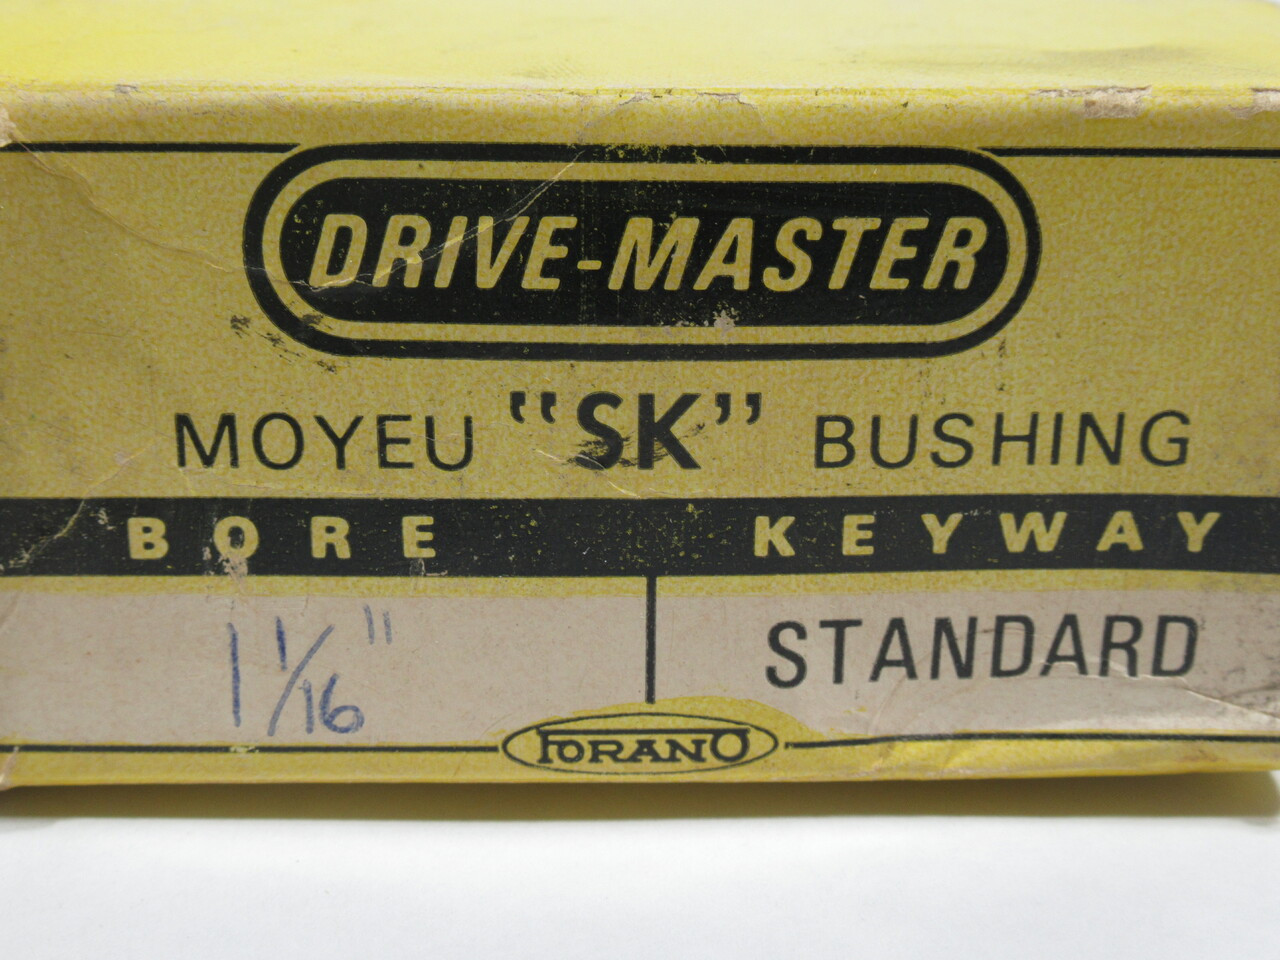 DRIVE-MASTER
MOYEU "SK" BUSHING
BORE KEYWAY
1 1/16" STANDARD
FORANO